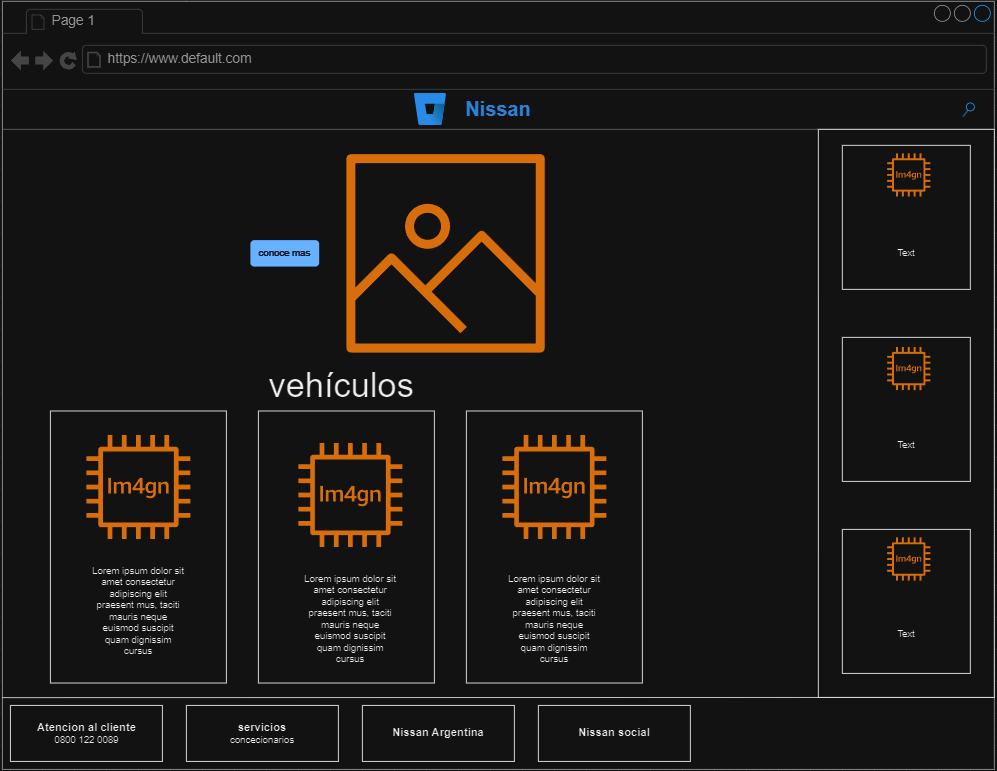 Page 1
https://www.default.com
Nissan
conoce mas
vehículos
Im4gn
Lorem ipsum dolor sit
amet consectetur
adipiscing elit
praesent mus, taciti
mauris neque
euismod suscipit
quam dignissim
cursus
Im4gn
Lorem ipsum dolor sit
amet consectetur
adipiscing elit
praesent mus, taciti
mauris neque
euismod suscipit
quam dignissim
cursus
Im4gn
Lorem ipsum dolor sit
amet consectetur
adipiscing elit
praesent mus, taciti
mauris neque
euismod suscipit
quam dignissim
cursus
Im4gn
Text
Im4gn
Text
Im4gn
Text
Atencion al cliente
0800 122 0089
servicios
concecionarios
Nissan Argentina
Nissan social